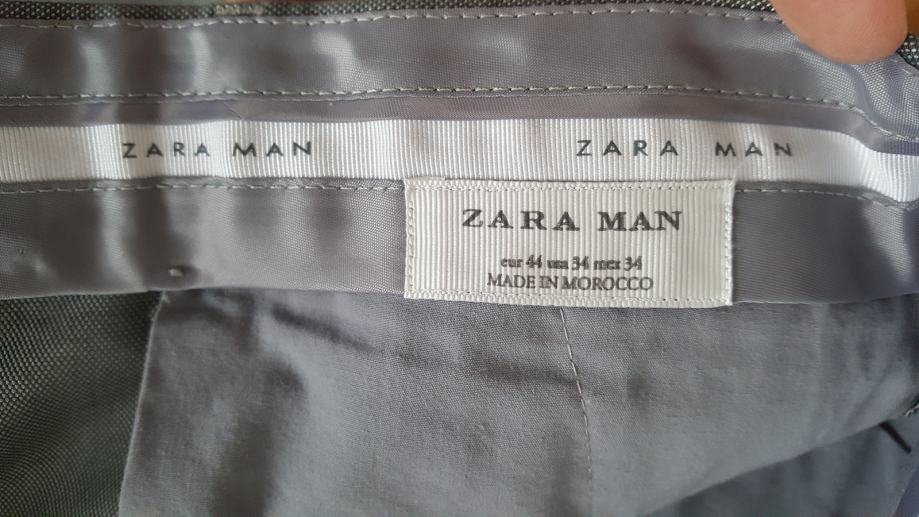 ZARA MAN ZARA MAN
ZARA MAN
eur 44 usa 34 mex 34
MADE IN MOROCCO